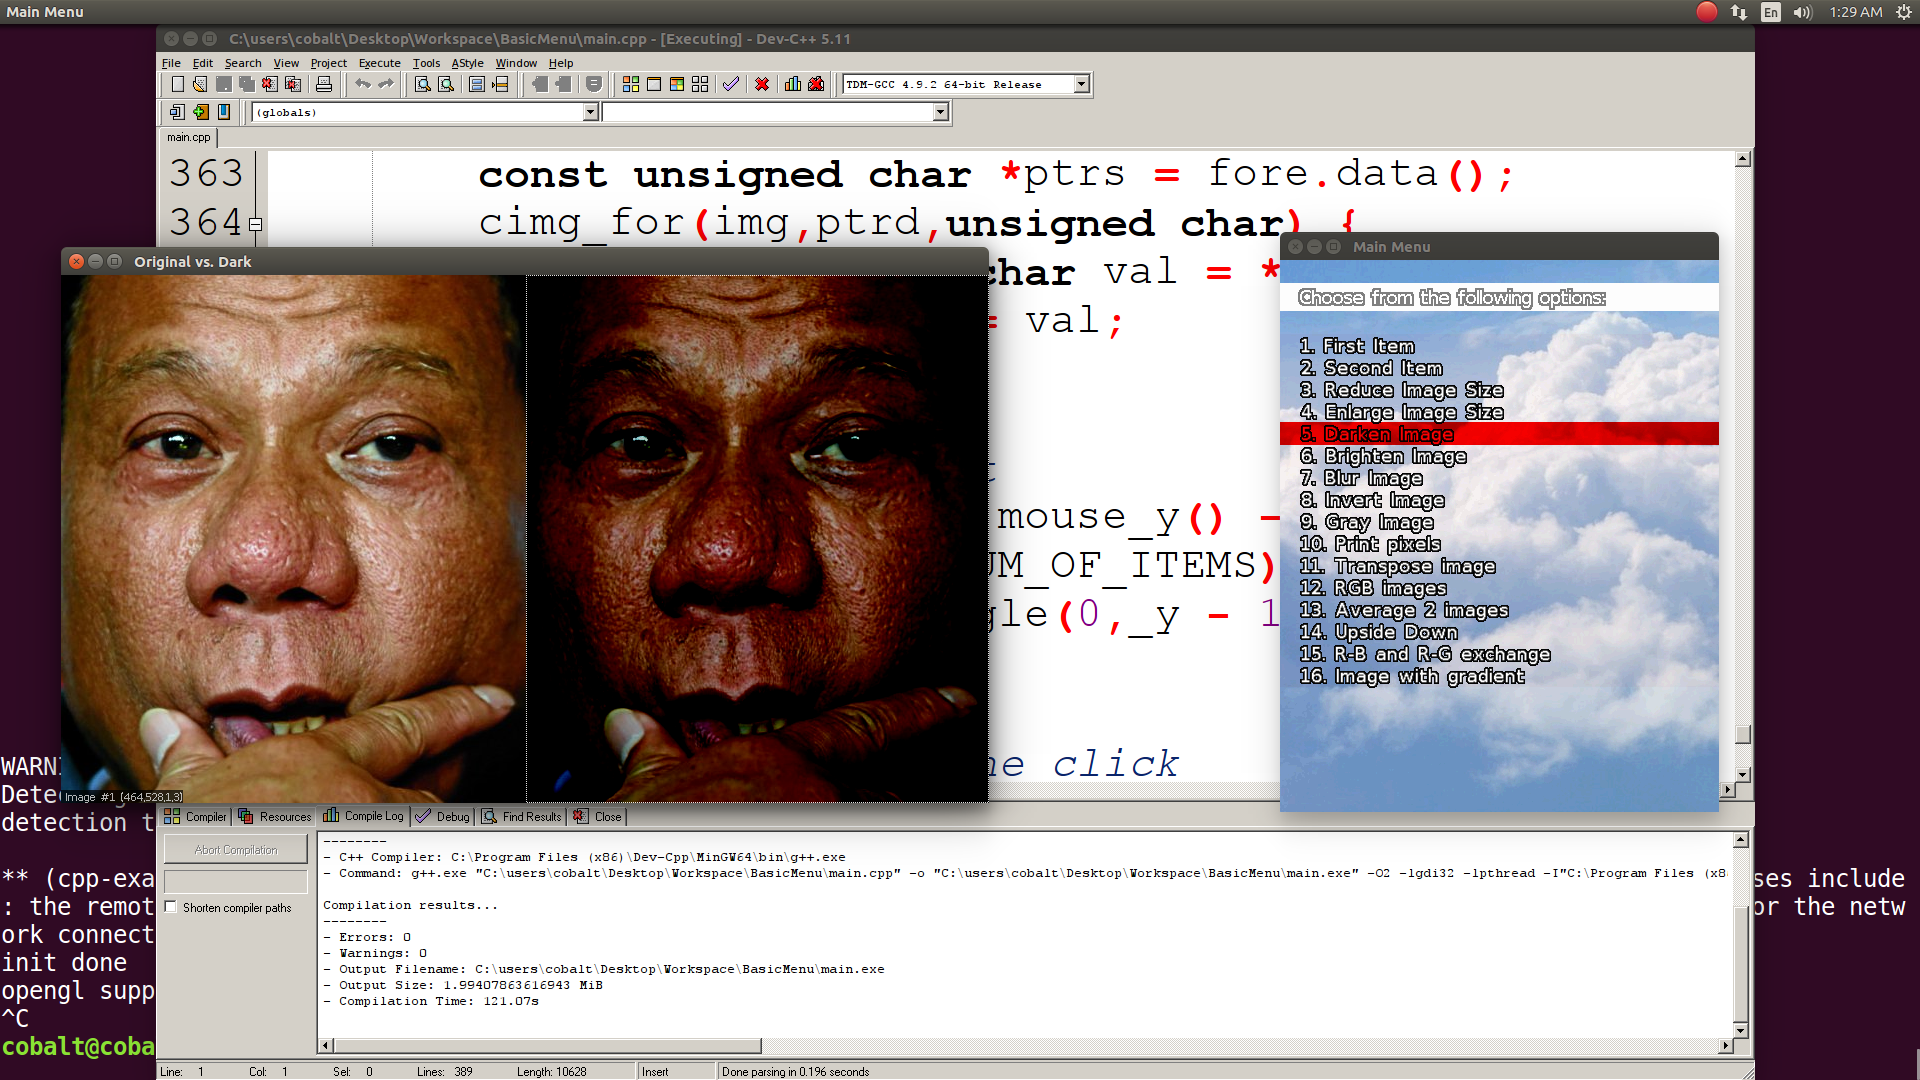 Main Menu
En
1:29 AM
C:\users\cobalt\Desktop\Workspace\BasicMenu\main.cpp - [Executing] - Dev-C++ 5.11
File Edit Search View Project Execute Tools AStyle Window Help
TDM-GCC 4.9.2 64-bit Release
(globals)
main.cpp
363 const unsigned char *ptrs = fore.data();
364 cimg_for(img,ptrd,unsigned char) {
char val = *
= val;
mouse_y() -
UM_OF_ITEMS)
gle(0,_y - 1
click
Original vs. Dark
Image #1 (464,528,1,3)
Main Menu
Choose from the following options:
1. First Item
2. Second Item
3. Reduce Image Size
4. Enlarge Image Size
5. Darken Image
6. Brighten Image
7. Blur Image
8. Invert Image
9. Gray Image
10. Print pixels
11. Transpose image
12. RGB images
13. Average 2 images
14. Upside Down
15. R-B and R-G exchange
16. Image with gradient
Compiler Resources Compile Log Debug Find Results Close
Abort Compilation
Shorten compiler paths
--------
- C++ Compiler: C:\Program Files (x86)\Dev-Cpp\MinGW64\bin\g++.exe
- Command: g++.exe "C:\users\cobalt\Desktop\Workspace\BasicMenu\main.cpp" -o "C:\users\cobalt\Desktop\Workspace\BasicMenu\main.exe" -O2 -lgdi32 -lpthread -I"C:\Program Files (x8
Compilation results...
--------
- Errors: 0
- Warnings: 0
- Output Filename: C:\users\cobalt\Desktop\Workspace\BasicMenu\main.exe
- Output Size: 1.99407863616943 MiB
- Compilation Time: 121.07s
Line: 1 Col: 1 Sel: 0 Lines: 389 Length: 10628 Insert Done parsing in 0.196 seconds
WARN
Dete
detection t
** (cpp-exa
ses include
: the remot
or the netw
ork connect
init done
opengl supp
^C
cobalt@coba